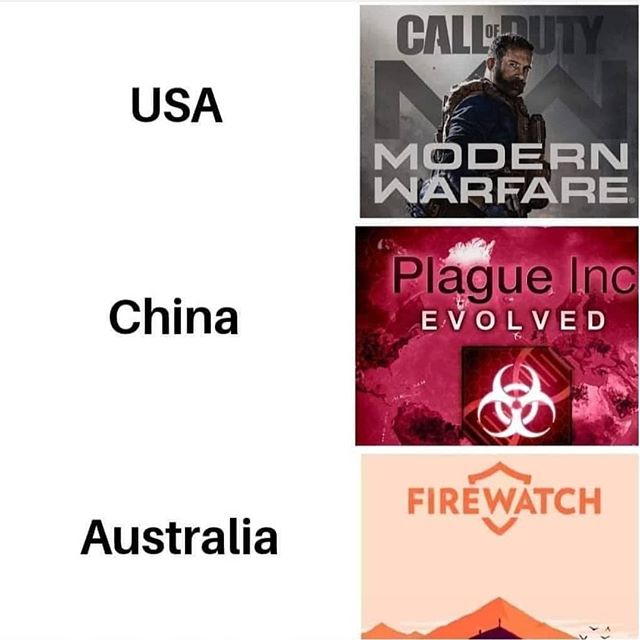 USA
CALL OF DUTY
MODERN
WARFARE
China
Plague Inc
EVOLVED
Australia
FIREWATCH